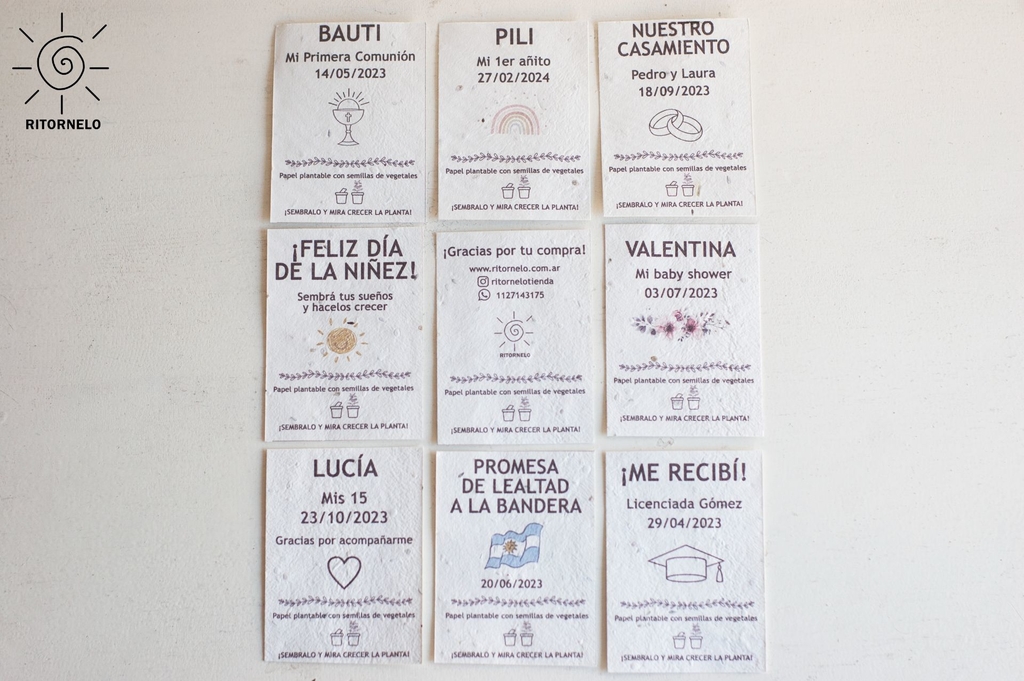 RITORNELO
BAUTI
Mi Primera Comunión
14/05/2023
Papel plantable con semillas de vegetales
¡SEMBRALO Y MIRA CRECER LA PLANTA!
PILI
Mi 1er añito
27/02/2024
Papel plantable con semillas de vegetales
¡SEMBRALO Y MIRA CRECER LA PLANTA!
NUESTRO
CASAMIENTO
Pedro y Laura
18/09/2023
Papel plantable con semillas de vegetales
¡SEMBRALO Y MIRA CRECER LA PLANTA!
¡FELIZ DÍA
DE LA NIÑEZ!
Sembrá tus sueños
y hacelos crecer
Papel plantable con semillas de vegetales
¡SEMBRALO Y MIRA CRECER LA PLANTA!
¡Gracias por tu compra!
www.ritornelo.com.ar
ritornelotienda
1127143175
RITORNELO
Papel plantable con semillas de vegetales
¡SEMBRALO Y MIRA CRECER LA PLANTA!
VALENTINA
Mi baby shower
03/07/2023
Papel plantable con semillas de vegetales
¡SEMBRALO Y MIRA CRECER LA PLANTA!
LUCÍA
Mis 15
23/10/2023
Gracias por acompañarme
Papel plantable con semillas de vegetales
¡SEMBRALO Y MIRA CRECER LA PLANTA!
PROMESA
DE LEALTAD
A LA BANDERA
20/06/2023
Papel plantable con semillas de vegetales
¡SEMBRALO Y MIRA CRECER LA PLANTA!
¡ME RECIBÍ!
Licenciada Gómez
29/04/2023
Papel plantable con semillas de vegetales
¡SEMBRALO Y MIRA CRECER LA PLANTA!